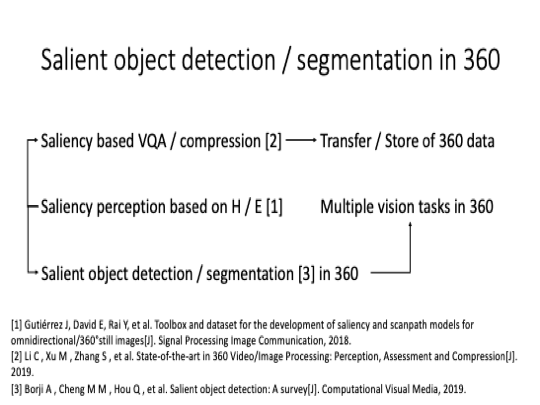 Salient object detection / segmentation in 360
Saliency based VQA / compression [2] Transfer / Store of 360 data
Saliency perception based on H / E [1] Multiple vision tasks in 360
Salient object detection / segmentation [3] in 360
[1] Gutiérrez J, David E, Rai Y, et al. Toolbox and dataset for the development of saliency and scanpath models for
omnidirectional/360°still images[J]. Signal Processing Image Communication, 2018.
[2] Li C , Xu M , Zhang S , et al. State-of-the-art in 360 Video/Image Processing: Perception, Assessment and Compression[J].
2019.
[3] Borji A , Cheng M M , Hou Q , et al. Salient object detection: A survey[J]. Computational Visual Media, 2019.